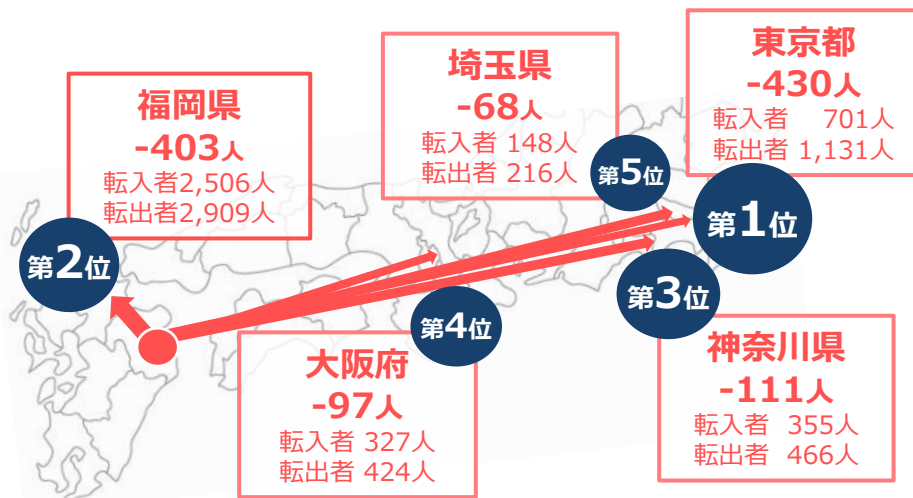 福岡県
-403人
転入者2,506人
転出者2,909人
第2位
埼玉県
-68人
転入者 148人
転出者 216人
第5位
東京都
-430人
転入者 701人
転出者 1,131人
第1位
大阪府
-97人
転入者 327人
転出者 424人
第4位
神奈川県
-111人
転入者 355人
転出者 466人
第3位